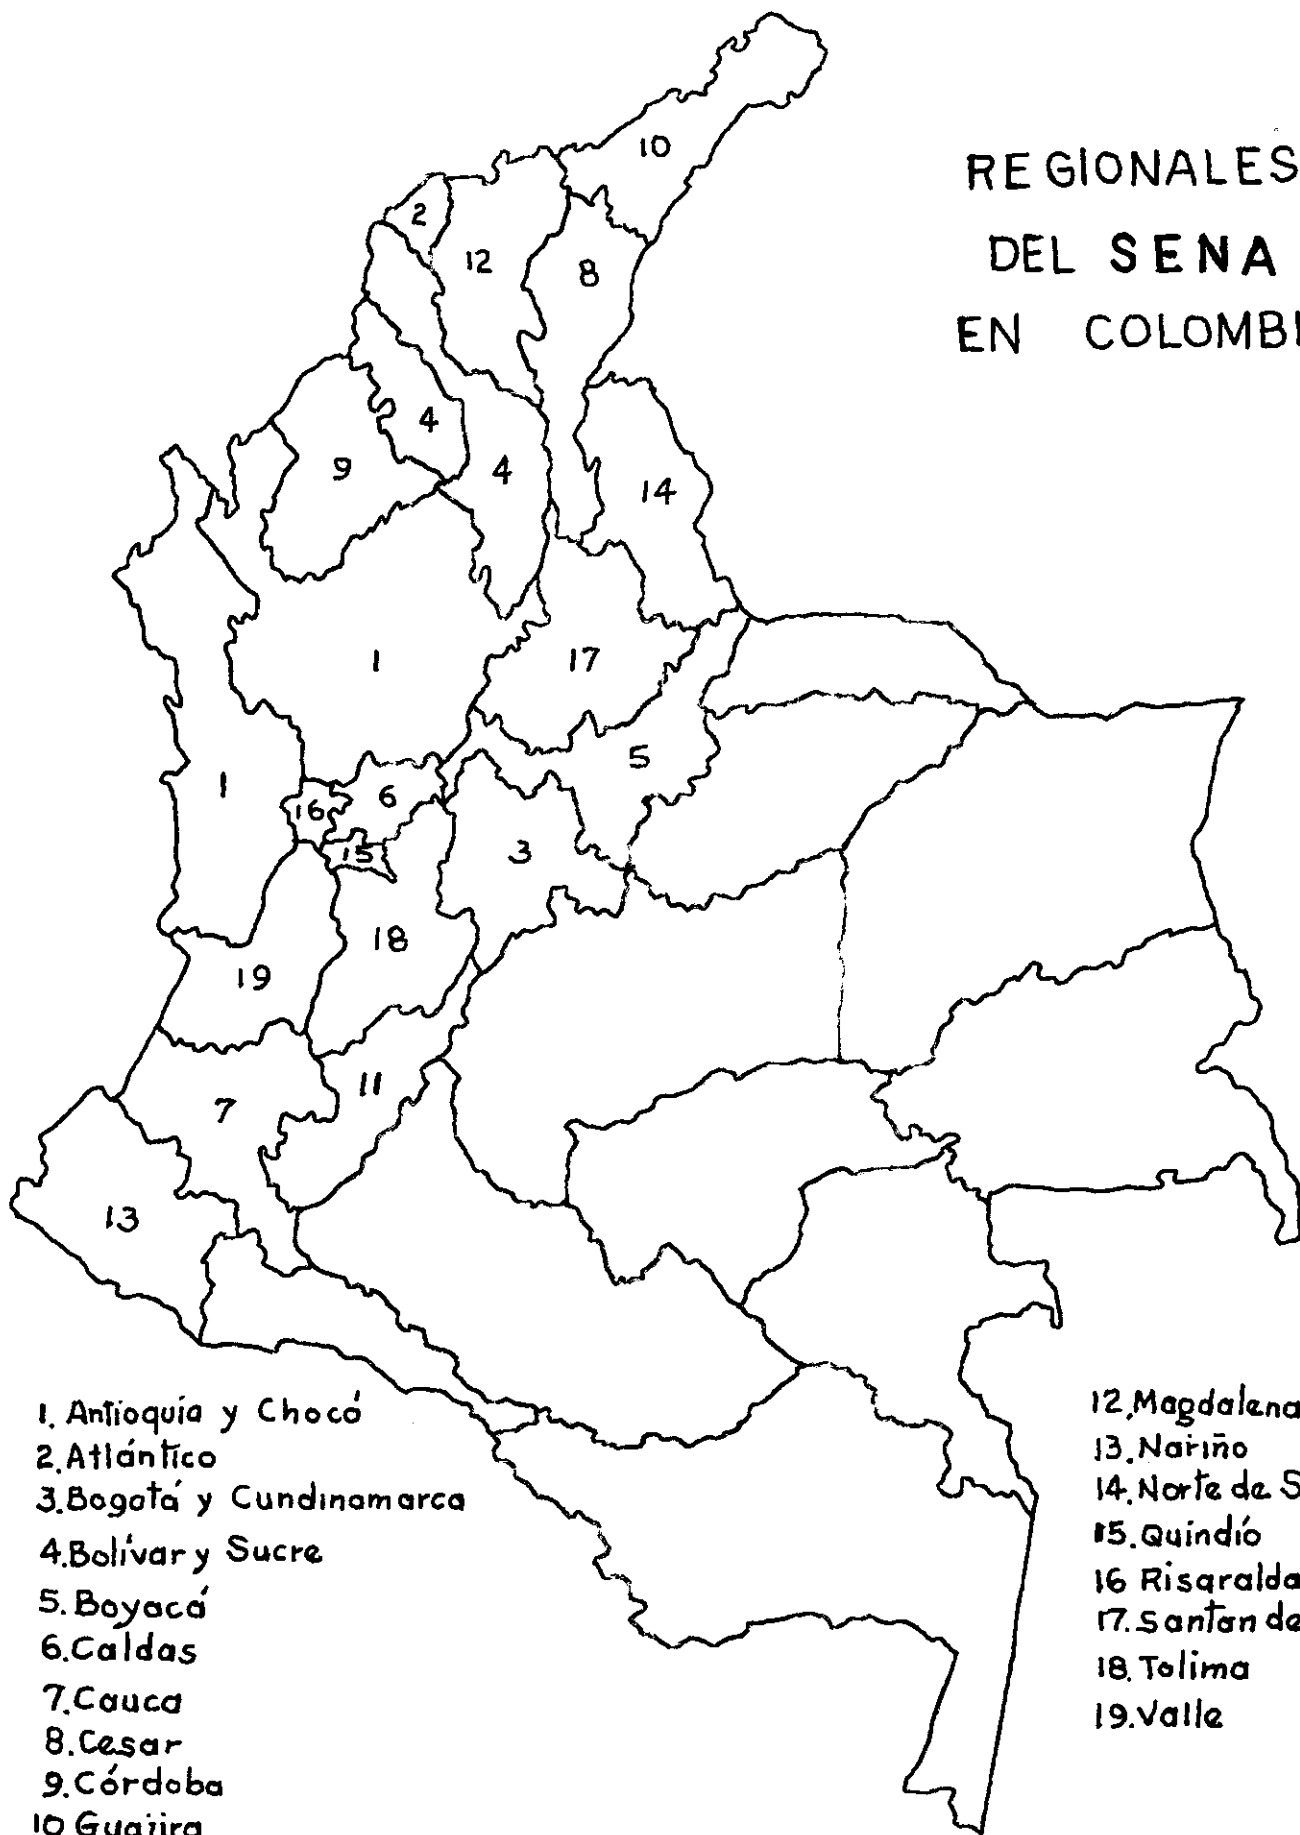 REGIONALES
DEL SENA
EN COLOMBI
10
2
12
8
4
9
4
14
1
17
5
1
6
16
15
3
18
19
11
7
13
1. Antioquia y Chocó
2. Atlántico
3. Bogotá y Cundinamarca
4. Bolívar y Sucre
5. Boyacá
6. Caldas
7. Cauca
8. Cesar
9. Córdoba
10 Guajira
12. Magdalena
13. Nariño
14. Norte de S
15. Quindío
16 Risaralda
17. Santande
18. Tolima
19. Valle